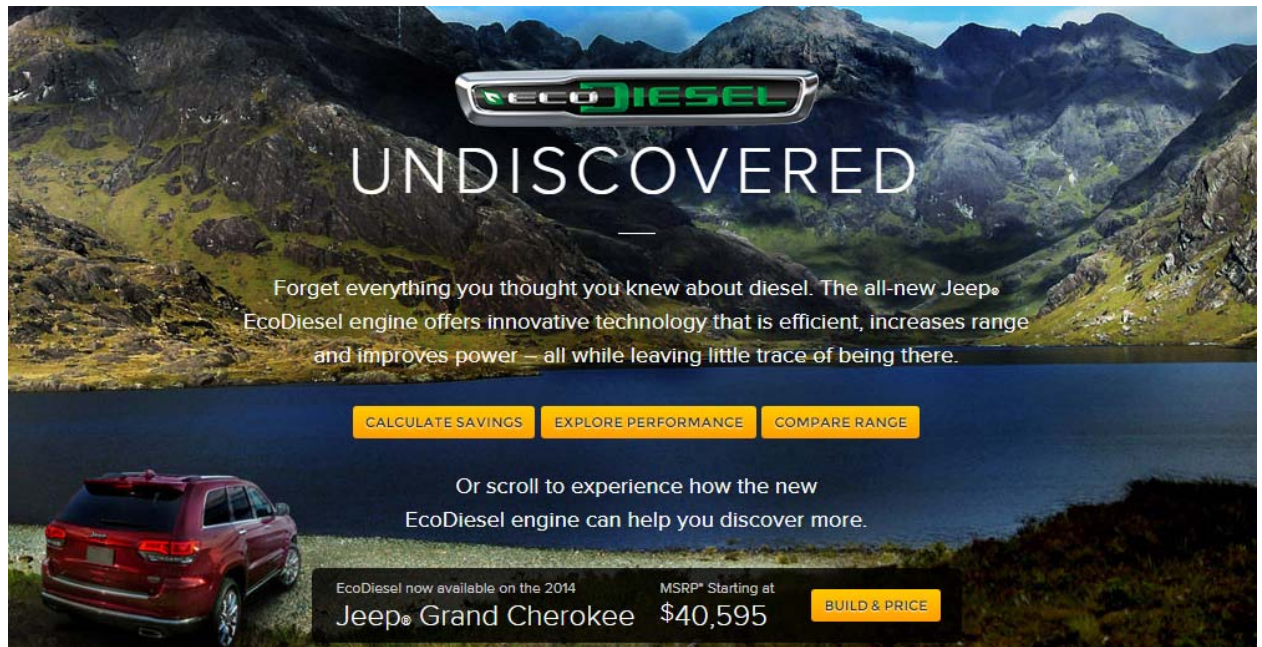 ECODIESEL
UNDISCOVERED
Forget everything you thought you knew about diesel. The all-new Jeep®
EcoDiesel engine offers innovative technology that is efficient, increases range
and improves power – all while leaving little trace of being there.
CALCULATE SAVINGS EXPLORE PERFORMANCE COMPARE RANGE
Or scroll to experience how the new
EcoDiesel engine can help you discover more.
Jeep
EcoDiesel now available on the 2014 MSRP* Starting at
Jeep® Grand Cherokee $40,595 BUILD & PRICE